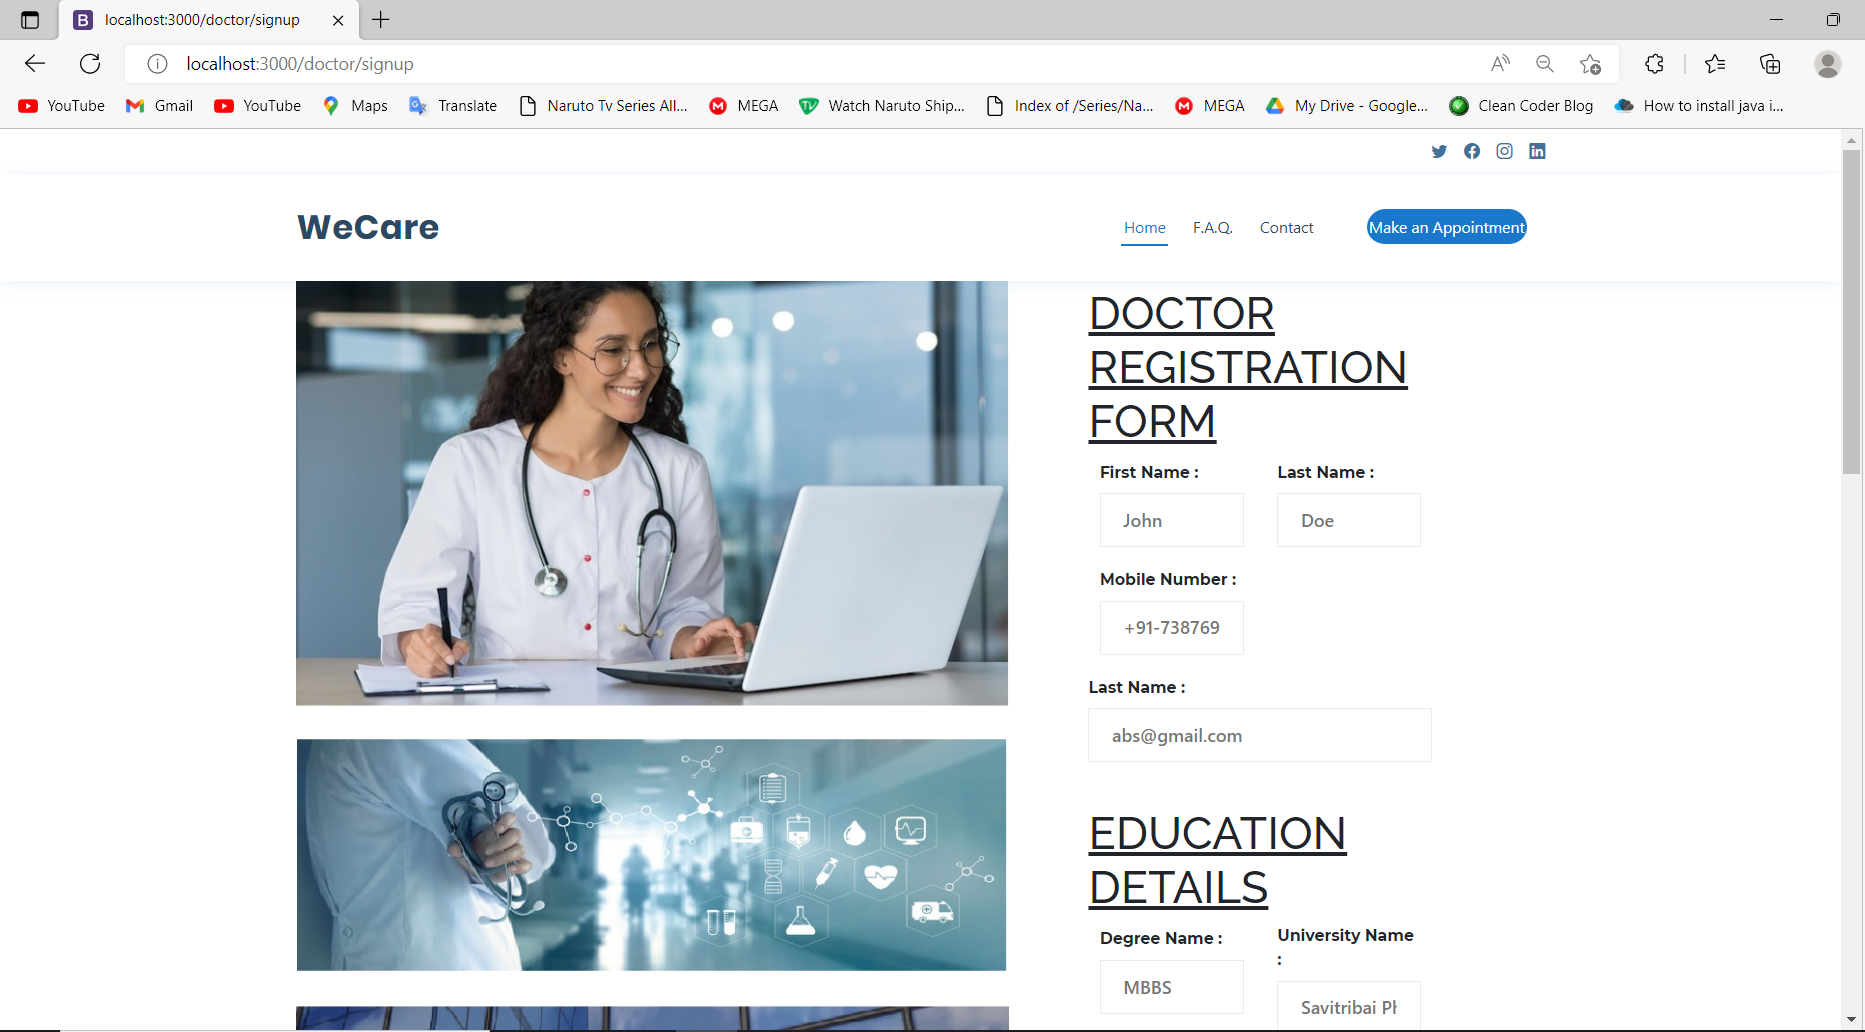 localhost:3000/doctor/signup
localhost:3000/doctor/signup
YouTube
Gmail
YouTube
Maps
Translate
Naruto Tv Series All...
MEGA
Watch Naruto Ship...
Index of /Series/Na...
MEGA
My Drive - Google...
Clean Coder Blog
How to install java i...
WeCare
Home
F.A.Q.
Contact
Make an Appointment
DOCTOR
REGISTRATION
FORM
First Name :
Last Name :
John
Doe
Mobile Number :
+91-738769
Last Name :
abs@gmail.com
EDUCATION
DETAILS
Degree Name :
University Name
:
MBBS
Savitribai Ph